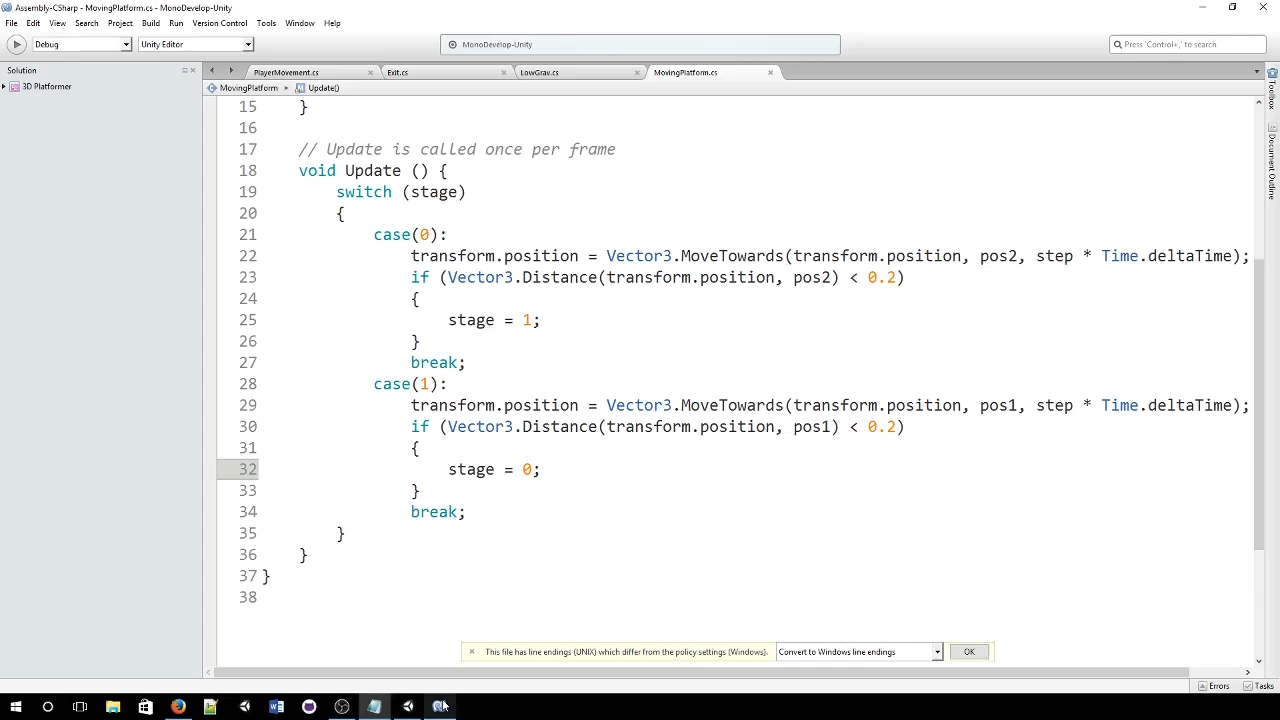 Assembly-CSharp - MovingPlatform.cs - MonoDevelop-Unity
File Edit View Search Project Build Run Version Control Tools Window Help
Debug Unity Editor MonoDevelop-Unity Press 'Control+,' to search
Solution PlayerMovement.cs Exit.cs LowGrav.cs MovingPlatform.cs
3D Platformer MovingPlatform Update()
Toolbox
Document Outline
15 }
16
17 // Update is called once per frame
18 void Update () {
19 switch (stage)
20 {
21 case(0):
22 transform.position = Vector3.MoveTowards(transform.position, pos2, step * Time.deltaTime);
23 if (Vector3.Distance(transform.position, pos2) < 0.2)
24 {
25 stage = 1;
26 }
27 break;
28 case(1):
29 transform.position = Vector3.MoveTowards(transform.position, pos1, step * Time.deltaTime);
30 if (Vector3.Distance(transform.position, pos1) < 0.2)
31 {
32 stage = 0;
33 }
34 break;
35 }
36 }
37 }
38
This file has line endings (UNIX) which differ from the policy settings (Windows). Convert to Windows line endings OK
Errors Tasks